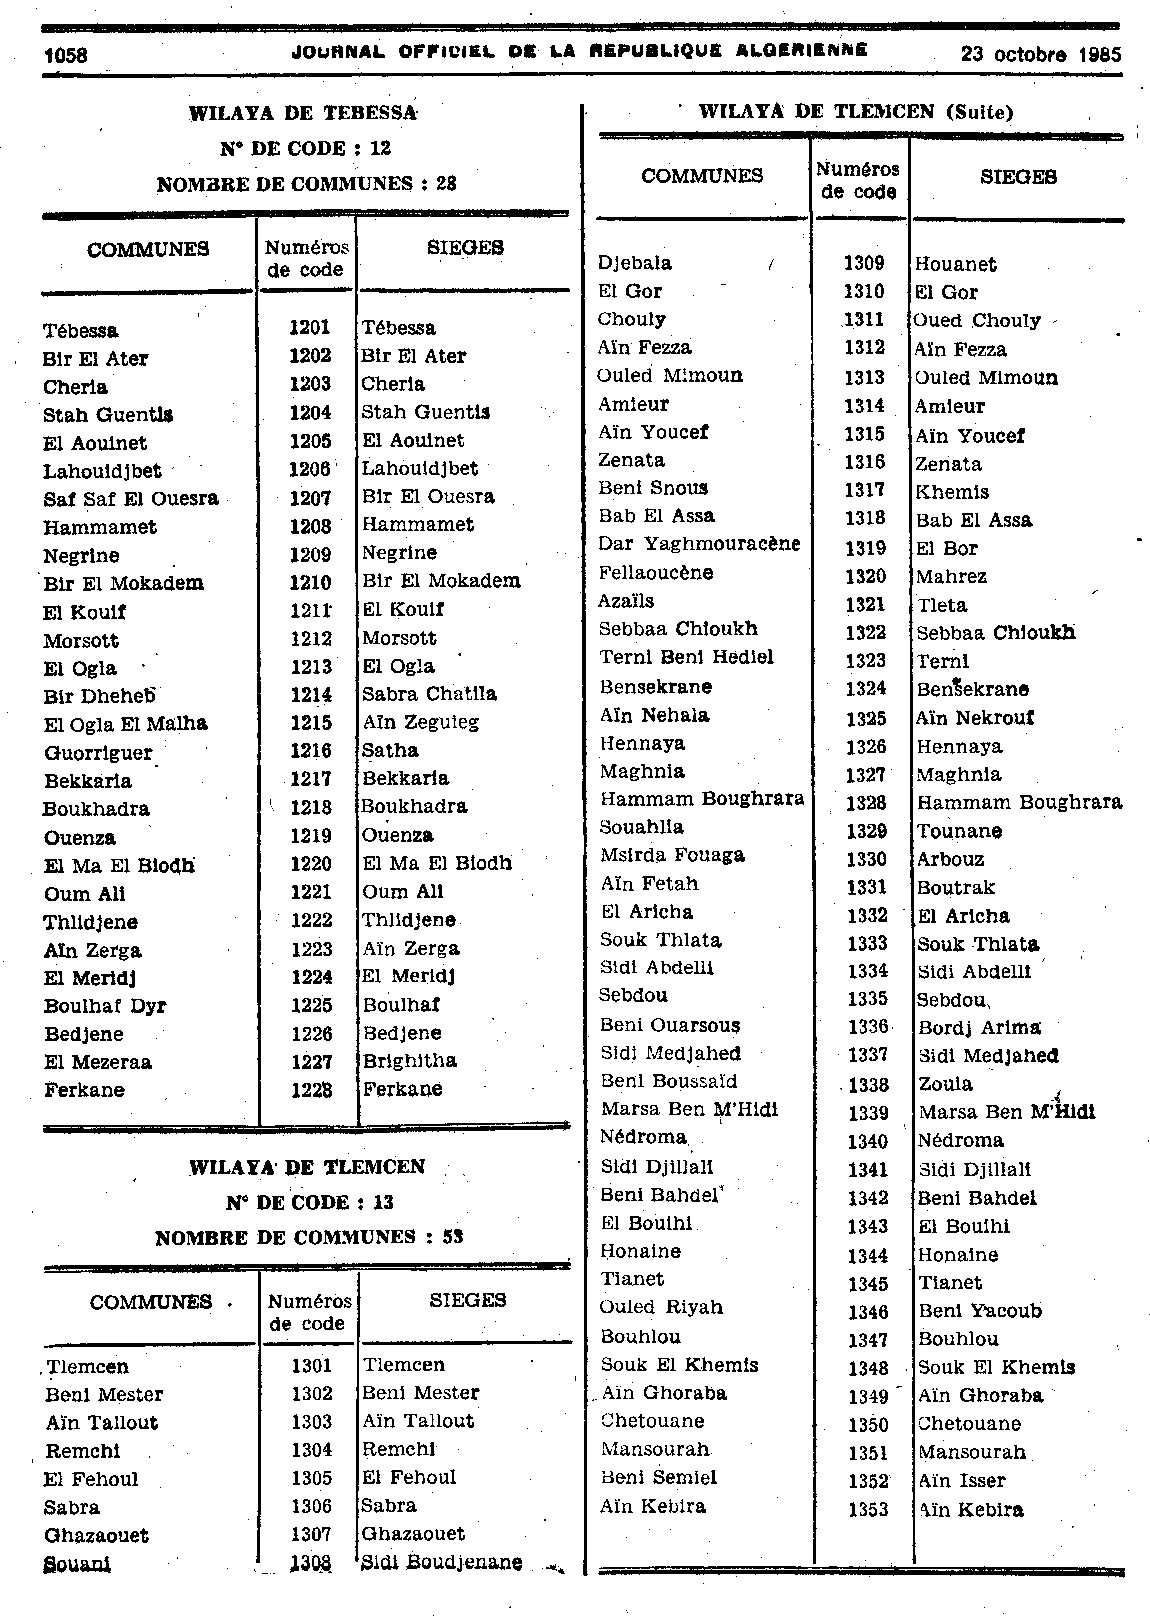 1058 JOURNAL OFFICIEL DE LA REPUBLIQUE ALGERIENNE 23 octobre 1985
WILAYA DE TEBESSA
N° DE CODE : 12
NOMBRE DE COMMUNES : 28
COMMUNES Numéros de code SIEGES
Tébessa 1201 Tébessa
Bir El Ater 1202 Bir El Ater
Cheria 1203 Cheria
Stah Guentis 1204 Stah Guentis
El Aouinet 1205 El Aouinet
Lahouidjbet 1206 Lahouidjbet
Saf Saf El Ouesra 1207 Bir El Ouesra
Hammamet 1208 Hammamet
Negrine 1209 Negrine
Bir El Mokadem 1210 Bir El Mokadem
El Kouif 1211 El Kouif
Morsott 1212 Morsott
El Ogla 1213 El Ogla
Bir Dheheb 1214 Sabra Chatila
El Ogla El Malha 1215 Aïn Zeguieg
Guorriguer 1216 Satha
Bekkaria 1217 Bekkaria
Boukhadra 1218 Boukhadra
Ouenza 1219 Ouenza
El Ma El Biodh 1220 El Ma El Biodh
Oum Ali 1221 Oum Ali
Thlidjene 1222 Thlidjene
Aïn Zerga 1223 Aïn Zerga
El Meridj 1224 El Meridj
Boulhaf Dyr 1225 Boulhaf
Bedjene 1226 Bedjene
El Mezeraa 1227 Brighitha
Ferkane 1228 Ferkane
WILAYA DE TLEMCEN
N° DE CODE : 13
NOMBRE DE COMMUNES : 53
COMMUNES Numéros de code SIEGES
Tlemcen 1301 Tlemcen
Beni Mester 1302 Beni Mester
Aïn Tallout 1303 Aïn Tallout
Remchi 1304 Remchi
El Fehoul 1305 El Fehoul
Sabra 1306 Sabra
Ghazaouet 1307 Ghazaouet
Souani 1308 Sidi Boudjenane
WILAYA DE TLEMCEN (Suite)
COMMUNES Numéros de code SIEGES
Djebala 1309 Houanet
El Gor 1310 El Gor
Chouly 1311 Oued Chouly
Aïn Fezza 1312 Aïn Fezza
Ouled Mimoun 1313 Ouled Mimoun
Amieur 1314 Amieur
Aïn Youcef 1315 Aïn Youcef
Zenata 1316 Zenata
Beni Snous 1317 Khemis
Bab El Assa 1318 Bab El Assa
Dar Yaghmouracène 1319 El Bor
Fellaoucène 1320 Mahrez
Azaïls 1321 Tleta
Sebbaa Chioukh 1322 Sebbaa Chioukh
Terni Beni Hediel 1323 Terni
Bensekrane 1324 Bensekrane
Aïn Nehala 1325 Aïn Nekrouf
Hennaya 1326 Hennaya
Maghnia 1327 Maghnia
Hammam Boughrara 1328 Hammam Boughrara
Souahlia 1329 Tounane
Msirda Fouaga 1330 Arbouz
Aïn Fetah 1331 Boutrak
El Aricha 1332 El Aricha
Souk Thlata 1333 Souk Thlata
Sidi Abdelli 1334 Sidi Abdelli
Sebdou 1335 Sebdou
Beni Ouarsous 1336 Bordj Arima
Sidi Medjahed 1337 Sidi Medjahed
Beni Boussaïd 1338 Zouia
Marsa Ben M'Hidi 1339 Marsa Ben M'Hidi
Nédroma 1340 Nédroma
Sidi Djillali 1341 Sidi Djillali
Beni Bahdel 1342 Beni Bahdel
El Bouihi 1343 El Bouihi
Honaine 1344 Honaine
Tianet 1345 Tianet
Ouled Riyah 1346 Beni Yacoub
Bouhlou 1347 Bouhlou
Souk El Khemis 1348 Souk El Khemis
Aïn Ghoraba 1349 Aïn Ghoraba
Chetouane 1350 Chetouane
Mansourah 1351 Mansourah
Beni Semiel 1352 Aïn Isser
Aïn Kebira 1353 Aïn Kebira